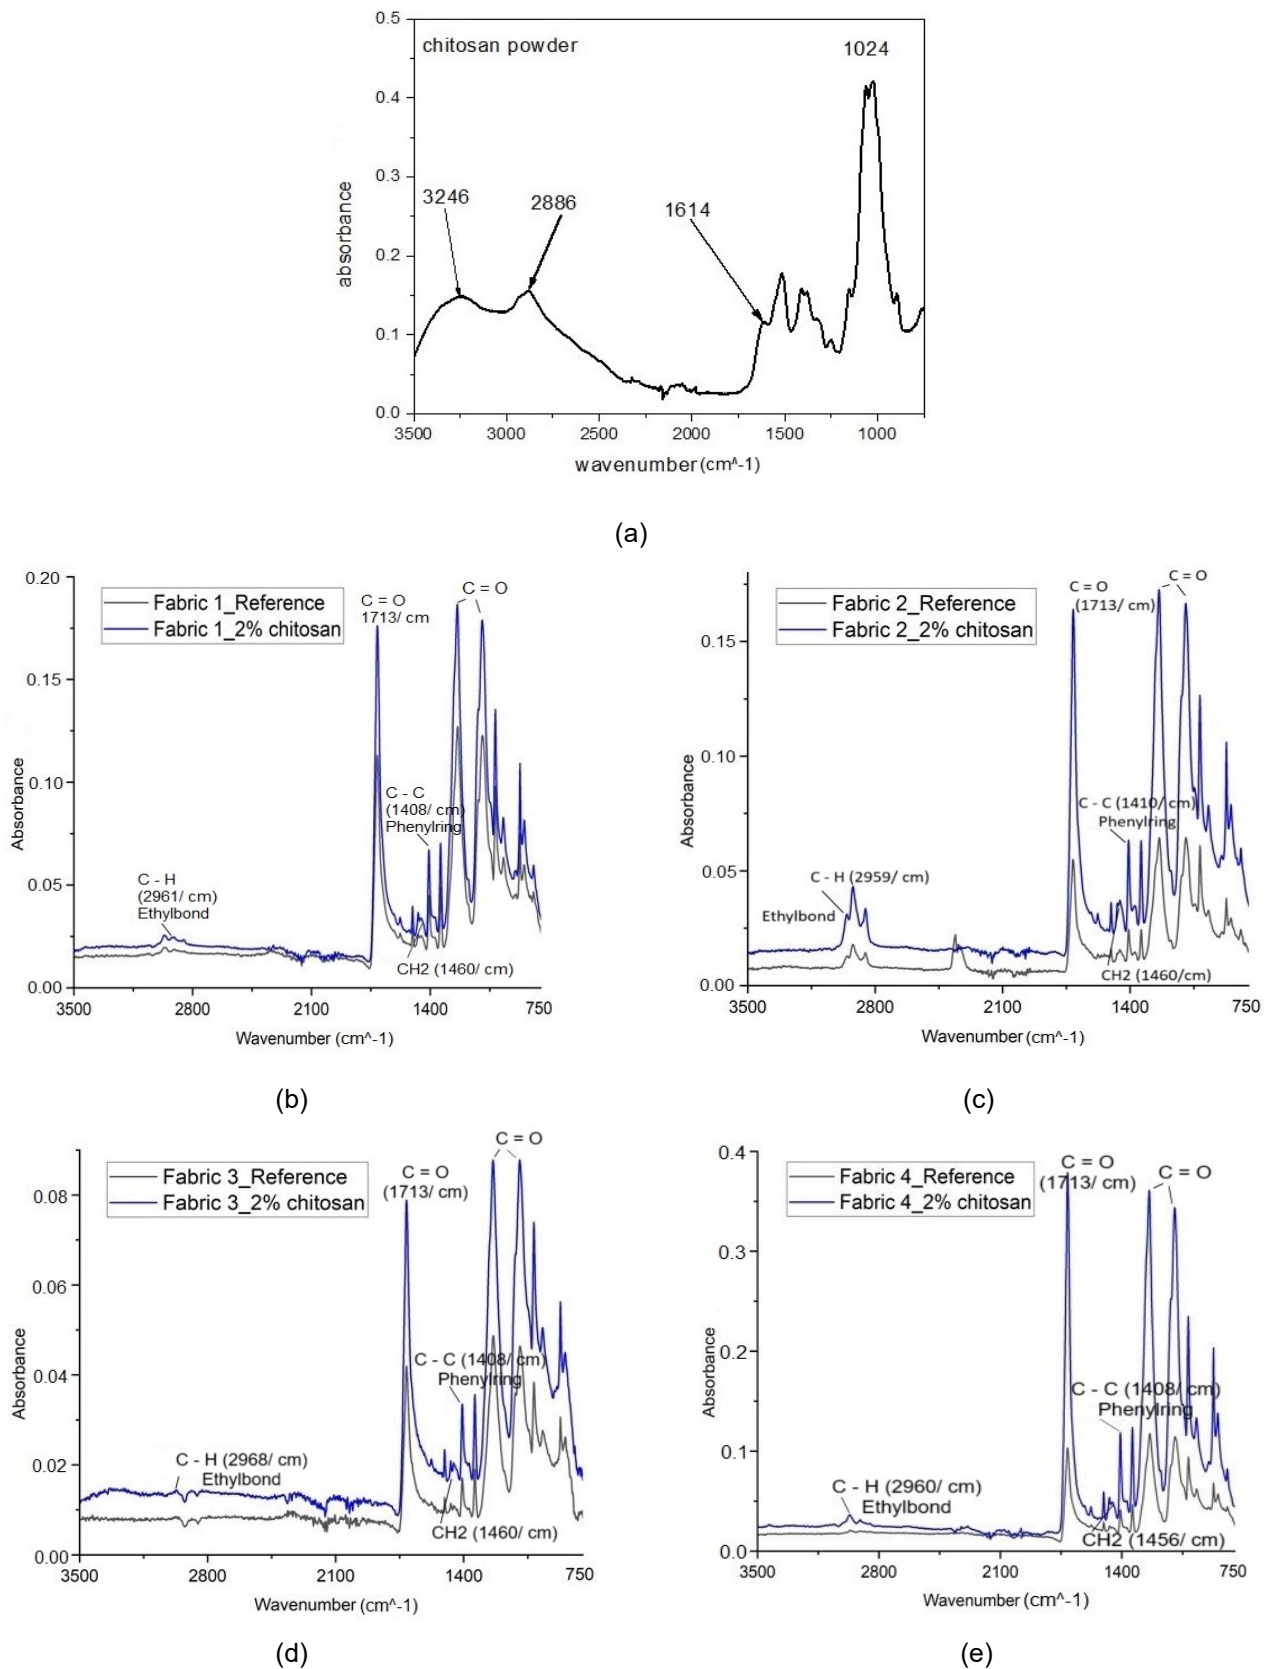 0.5
chitosan powder
1024
0.4
0.3
3246
2886
1614
absorbance
0.2
0.1
0.0
3500 3000 2500 2000 1500 1000
wavenumber(cm^-1)
(a)
0.20
Fabric 1_Reference
Fabric 1_2% chitosan
C = O
1713/ cm
C = O
0.15
0.10
C - C
(1408/ cm)
Phenylring
Absorbance
0.05
C - H
(2961/ cm)
Ethylbond
CH2 (1460/ cm)
0.00
3500 2800 2100 1400 750
Wavenumber (cm^-1)
(b)
Fabric 2_Reference
Fabric 2_2% chitosan
C = O
(1713/ cm)
C = O
0.15
0.10
C - C (1410/ cm)
Phenylring
Absorbance
0.05
C - H (2959/ cm)
Ethylbond
CH2 (1460/cm)
0.00
3500 2800 2100 1400 750
Wavenumber (cm^-1)
(c)
Fabric 3_Reference
Fabric 3_2% chitosan
C = O
(1713/ cm)
C = O
0.08
0.06
0.04
C - C (1408/ cm)
Phenylring
Absorbance
0.02
C - H (2968/ cm)
Ethylbond
CH2 (1460/ cm)
0.00
3500 2800 2100 1400 750
Wavenumber (cm^-1)
(d)
0.4
Fabric 4_Reference
Fabric 4_2% chitosan
C = O
(1713/ cm)
C = O
0.3
0.2
C - C (1408/ cm)
Phenylring
Absorbance
0.1
C - H (2960/ cm)
Ethylbond
CH2 (1456/ cm)
0.0
3500 2800 2100 1400 750
Wavenumber (cm^-1)
(e)